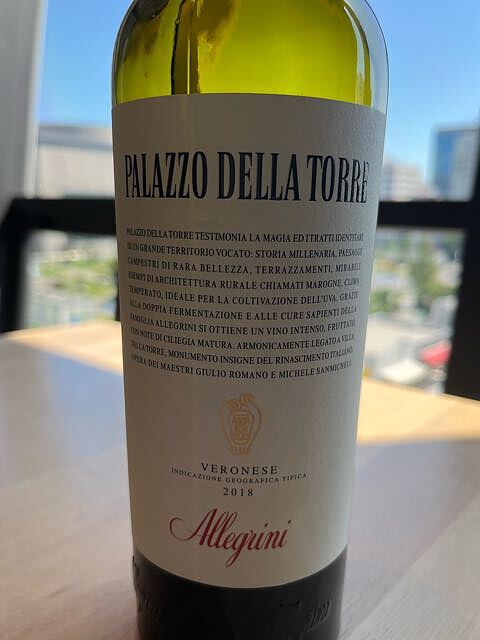 PALAZZO DELLA TORRE
PALAZZO DELLA TORRE TESTIMONIA LA MAGIA ED I TRATTI IDENTITARI
DI UN GRANDE TERRITORIO VOCATO: STORIA MILLENARIA, PAESAGGI
CAMPESTRI DI RARA BELLEZZA, TERRAZZAMENTI, MIRABILI
ESEMPI DI ARCHITETTURA RURALE CHIAMATI MAROGNE, CLIMA
TEMPERATO, IDEALE PER LA COLTIVAZIONE DELL'UVA. GRAZIE
ALLA DOPPIA FERMENTAZIONE E ALLE CURE SAPIENTI DELLA
FAMIGLIA ALLEGRINI SI OTTIENE UN VINO INTENSO, FRUTTATO,
CON NOTE DI CILIEGIA MATURA. ARMONICAMENTE LEGATO A VILLA
DELLA TORRE, MONUMENTO INSIGNE DEL RINASCIMENTO ITALIANO,
OPERA DEI MAESTRI GIULIO ROMANO E MICHELE SANMICHELI.
VERONESE
INDICAZIONE GEOGRAFICA TIPICA
2018
Allegrini